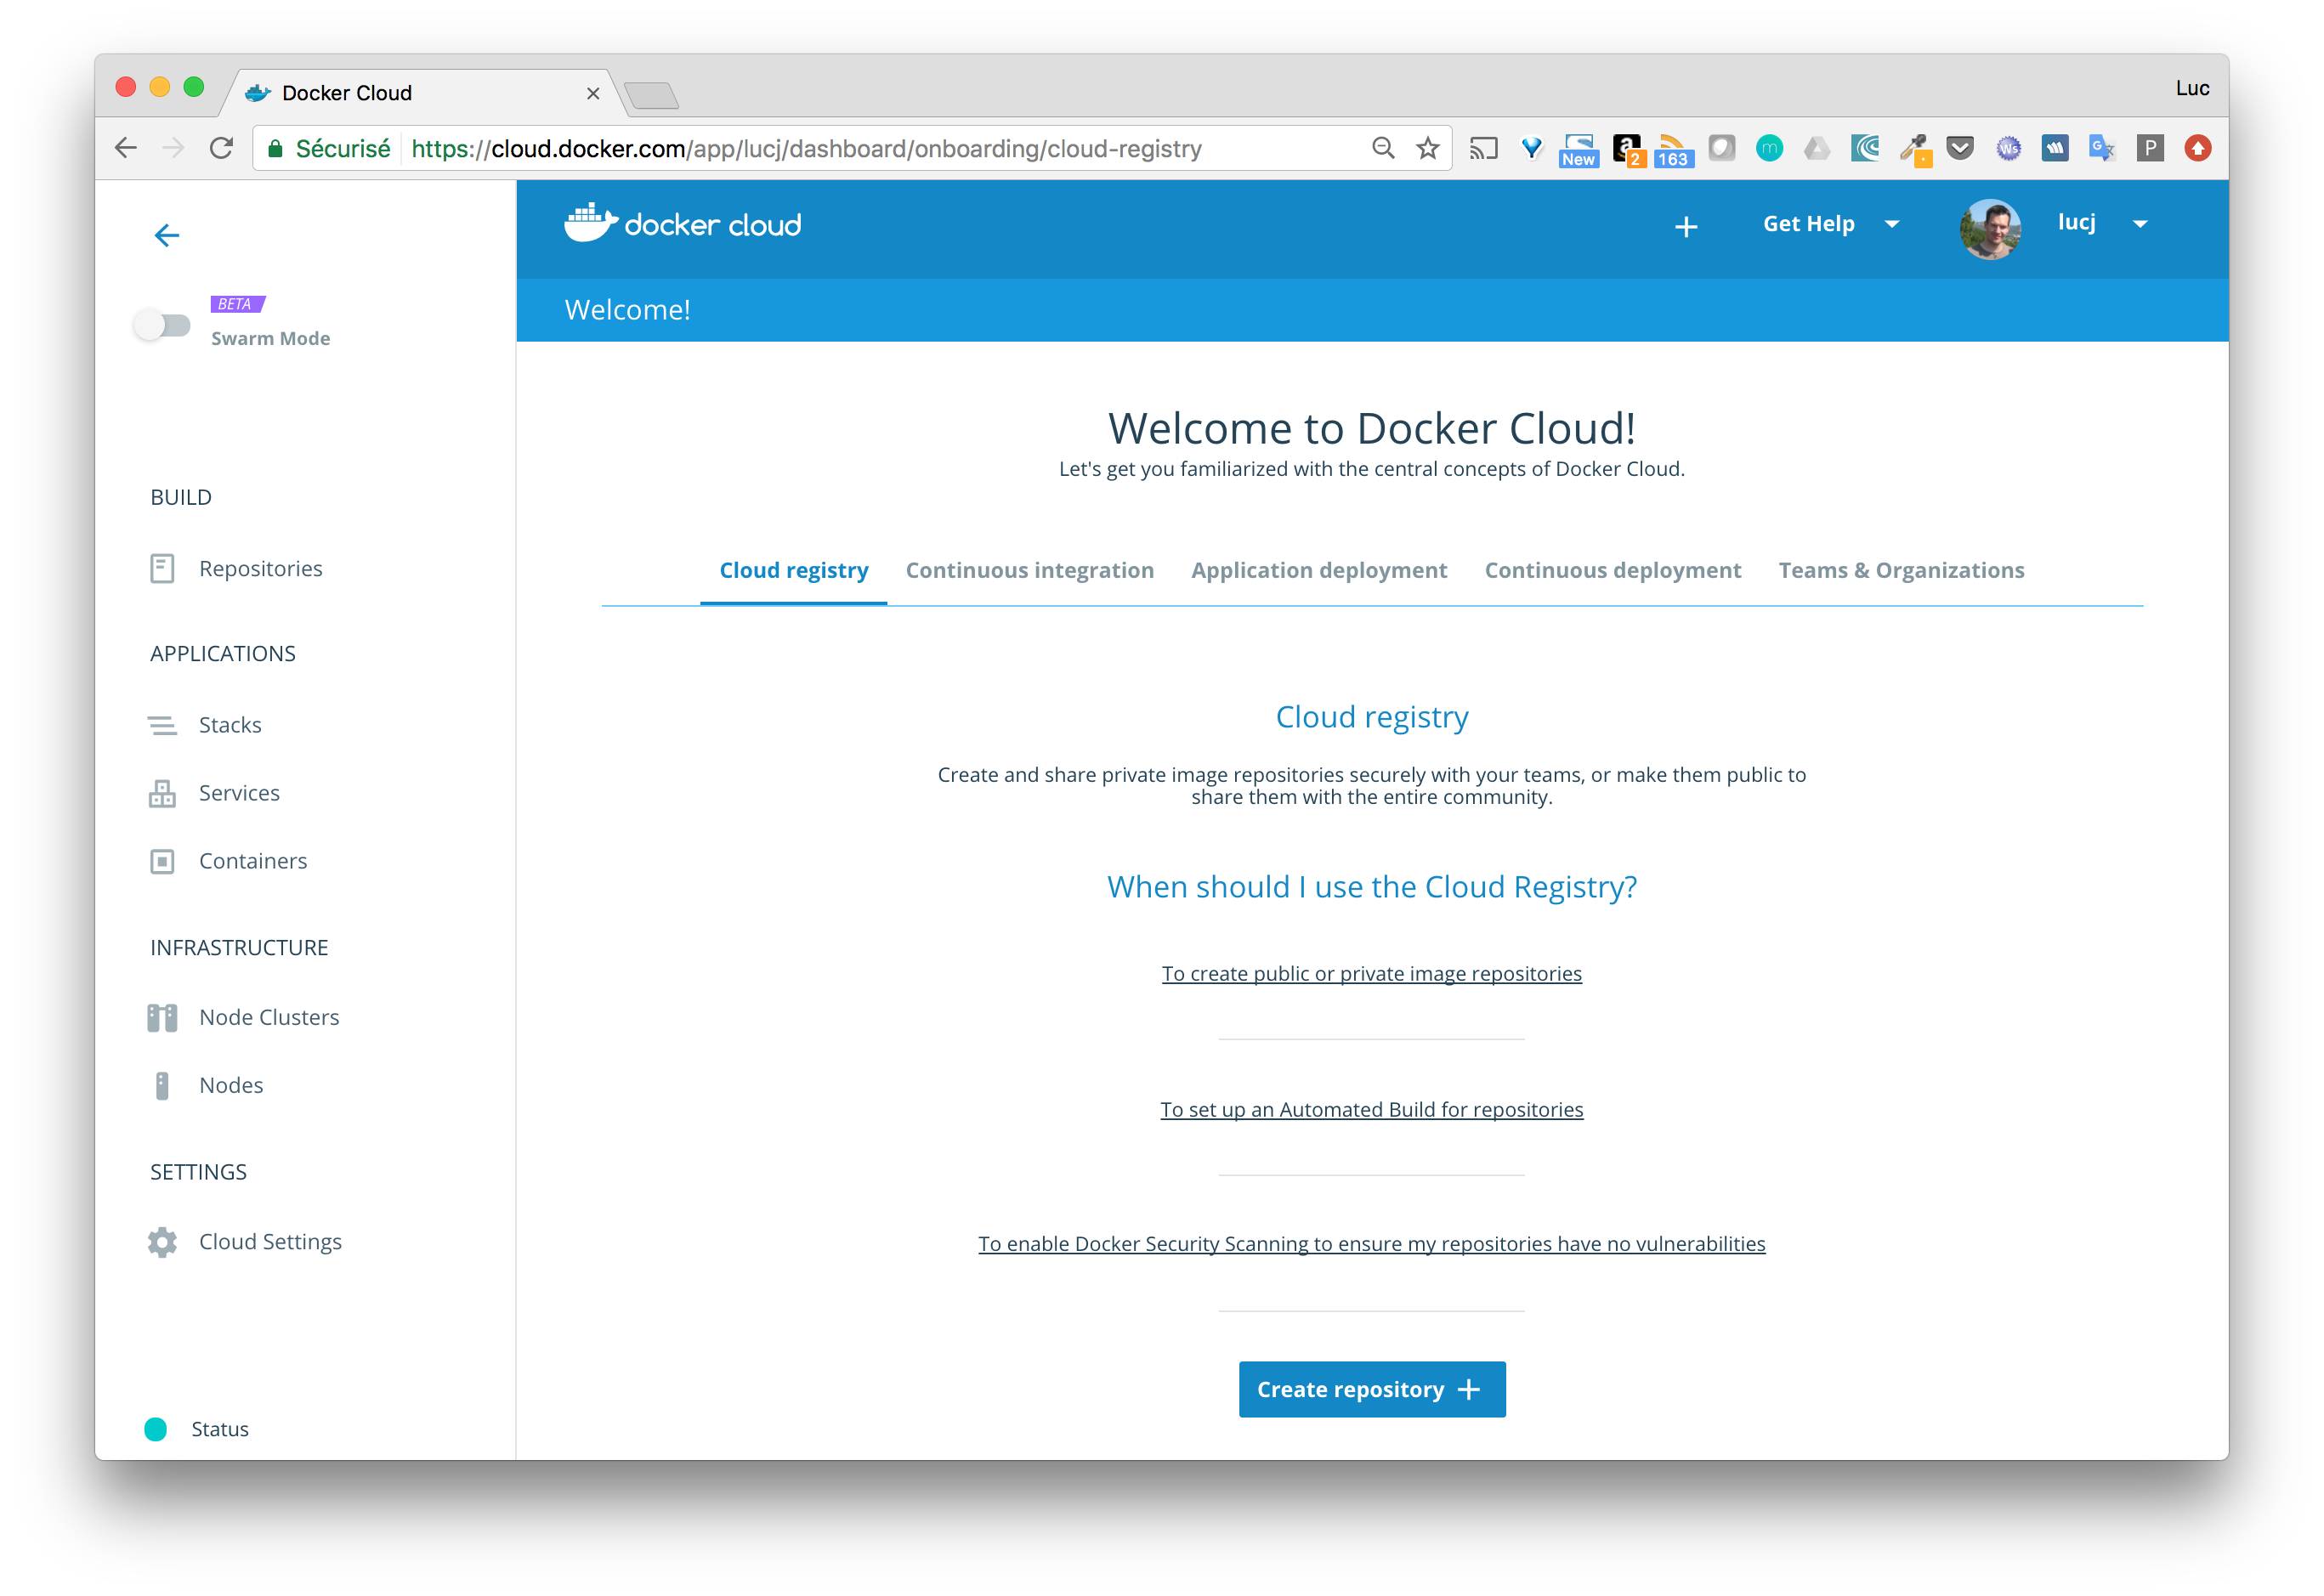 Docker Cloud
Luc
Sécurisé https://cloud.docker.com/app/lucj/dashboard/onboarding/cloud-registry
New
a 2
163
m
Ws
G
P
docker cloud
Get Help
lucj
BETA
Swarm Mode
Welcome!
Welcome to Docker Cloud!
Let's get you familiarized with the central concepts of Docker Cloud.
BUILD
Repositories
APPLICATIONS
Stacks
Services
Containers
INFRASTRUCTURE
Node Clusters
Nodes
SETTINGS
Cloud Settings
Status
Cloud registry Continuous integration Application deployment Continuous deployment Teams & Organizations
Cloud registry
Create and share private image repositories securely with your teams, or make them public to
share them with the entire community.
When should I use the Cloud Registry?
To create public or private image repositories
To set up an Automated Build for repositories
To enable Docker Security Scanning to ensure my repositories have no vulnerabilities
Create repository +